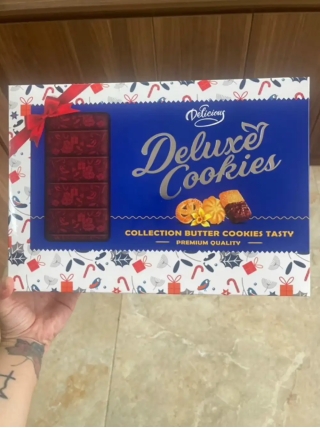 Delicious
Deluxe
Cookies
COLLECTION BUTTER COOKIES TASTY
PREMIUM QUALITY